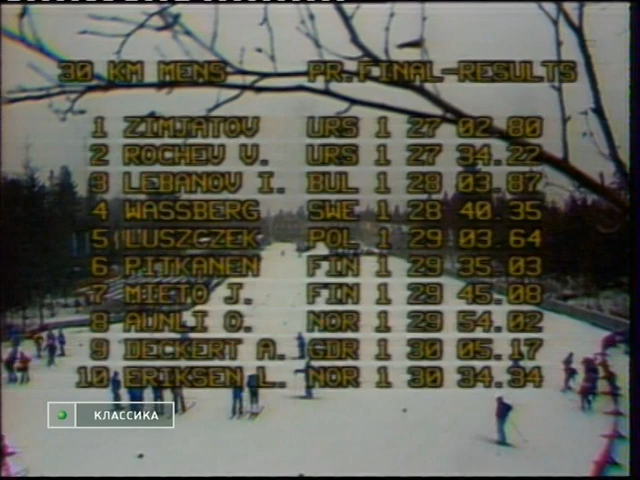 30 KM MENS PR.FINAL-RESULTS
1 ZIMJATOV URS 1 27 02.80
2 ROCHEV V. URS 1 27 34.22
3 LEBANOV I. BUL 1 28 03.87
4 WASSBERG SWE 1 28 40.35
5 LUSZCZEK POL 1 29 03.64
6 PITKANEN FIN 1 29 35.03
7 MIETO J. FIN 1 29 45.08
8 AUNLI O. NOR 1 29 54.02
9 DECKERT A. GDR 1 30 05.17
10 ERIKSEN L. NOR 1 30 34.34
КЛАССИКА